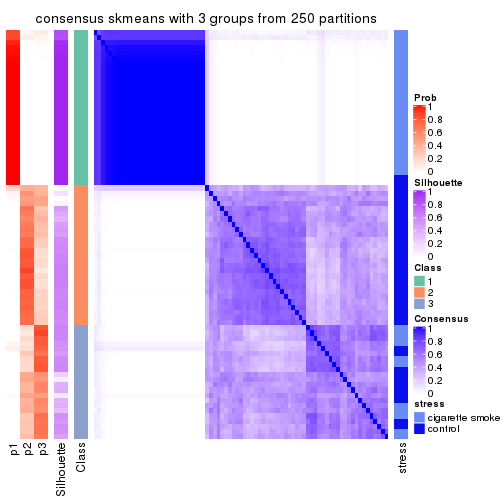 consensus skmeans with 3 groups from 250 partitions
Prob
1
0.8
0.6
0.4
0.2
0
Silhouette
1
0.8
0.6
0.4
0.2
0
Class
1
2
3
Consensus
1
0.8
0.6
0.4
0.2
0
stress
cigarette smoke
control
p1
p2
p3
Silhouette
Class
stress